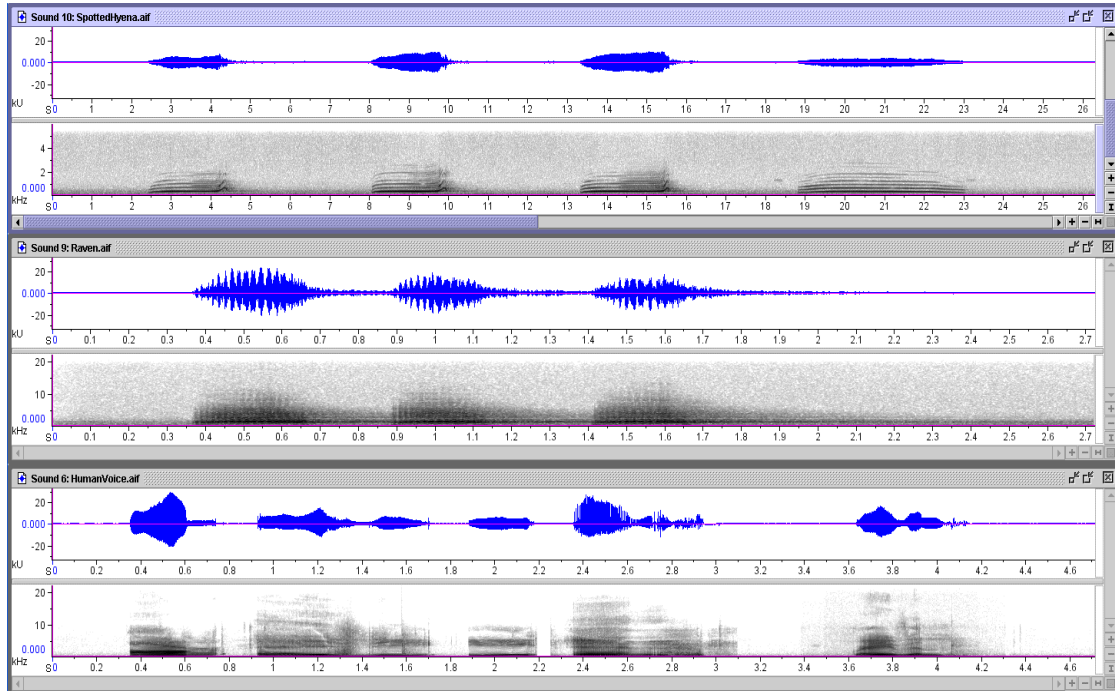 Sound 10: SpottedHyena.aif
20
0.000
-20
kU
S0 1 2 3 4 5 6 7 8 9 10 11 12 13 14 15 16 17 18 19 20 21 22 23 24 25 26
4
2
0.000
kHz
S0 1 2 3 4 5 6 7 8 9 10 11 12 13 14 15 16 17 18 19 20 21 22 23 24 25 26
Sound 9: Raven.aif
20
0.000
-20
kU
S0 0.1 0.2 0.3 0.4 0.5 0.6 0.7 0.8 0.9 1 1.1 1.2 1.3 1.4 1.5 1.6 1.7 1.8 1.9 2 2.1 2.2 2.3 2.4 2.5 2.6 2.7
20
10
0.000
kHz
S0 0.1 0.2 0.3 0.4 0.5 0.6 0.7 0.8 0.9 1 1.1 1.2 1.3 1.4 1.5 1.6 1.7 1.8 1.9 2 2.1 2.2 2.3 2.4 2.5 2.6 2.7
Sound 6: HumanVoice.aif
20
0.000
-20
kU
S0 0.2 0.4 0.6 0.8 1 1.2 1.4 1.6 1.8 2 2.2 2.4 2.6 2.8 3 3.2 3.4 3.6 3.8 4 4.2 4.4 4.6
20
10
0.000
kHz
S0 0.2 0.4 0.6 0.8 1 1.2 1.4 1.6 1.8 2 2.2 2.4 2.6 2.8 3 3.2 3.4 3.6 3.8 4 4.2 4.4 4.6